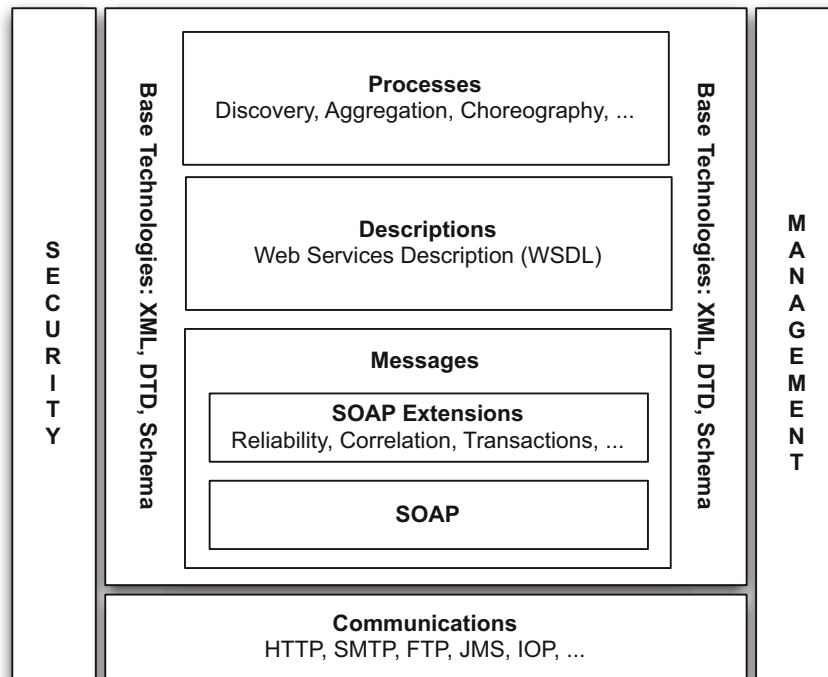 SECURITY
Base Technologies: XML, DTD, Schema
Processes
Discovery, Aggregation, Choreography, ...
Descriptions
Web Services Description (WSDL)
Messages
SOAP Extensions
Reliability, Correlation, Transactions, ...
SOAP
Base Technologies: XML, DTD, Schema
MANAGEMENT
Communications
HTTP, SMTP, FTP, JMS, IOP, ...